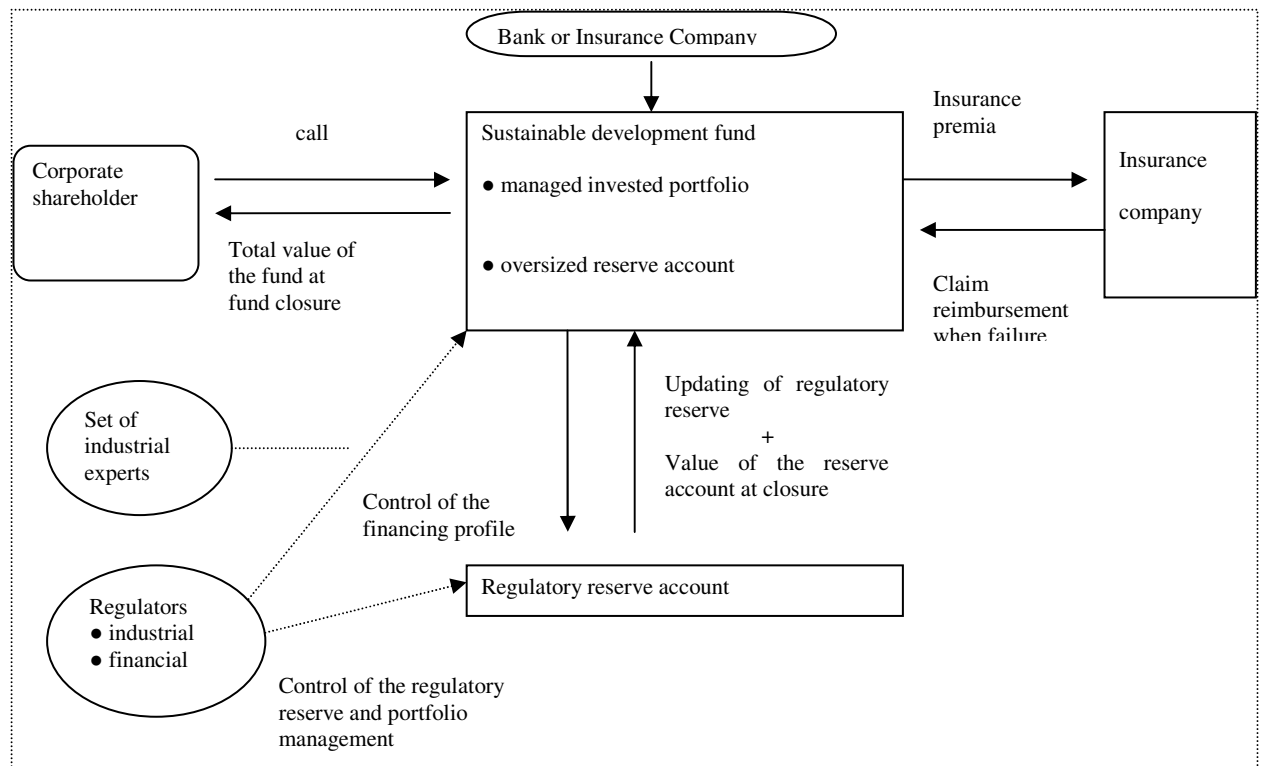 Bank or Insurance Company
call
Corporate
shareholder
Total value of
the fund at
fund closure
Sustainable development fund
● managed invested portfolio
● oversized reserve account
Insurance
premia
Insurance
company
Claim
reimbursement
when failure
Updating of regulatory
reserve
+
Value of the reserve
account at closure
Set of
industrial
experts
Control of the
financing profile
Regulatory reserve account
Regulators
● industrial
● financial
Control of the regulatory
reserve and portfolio
management